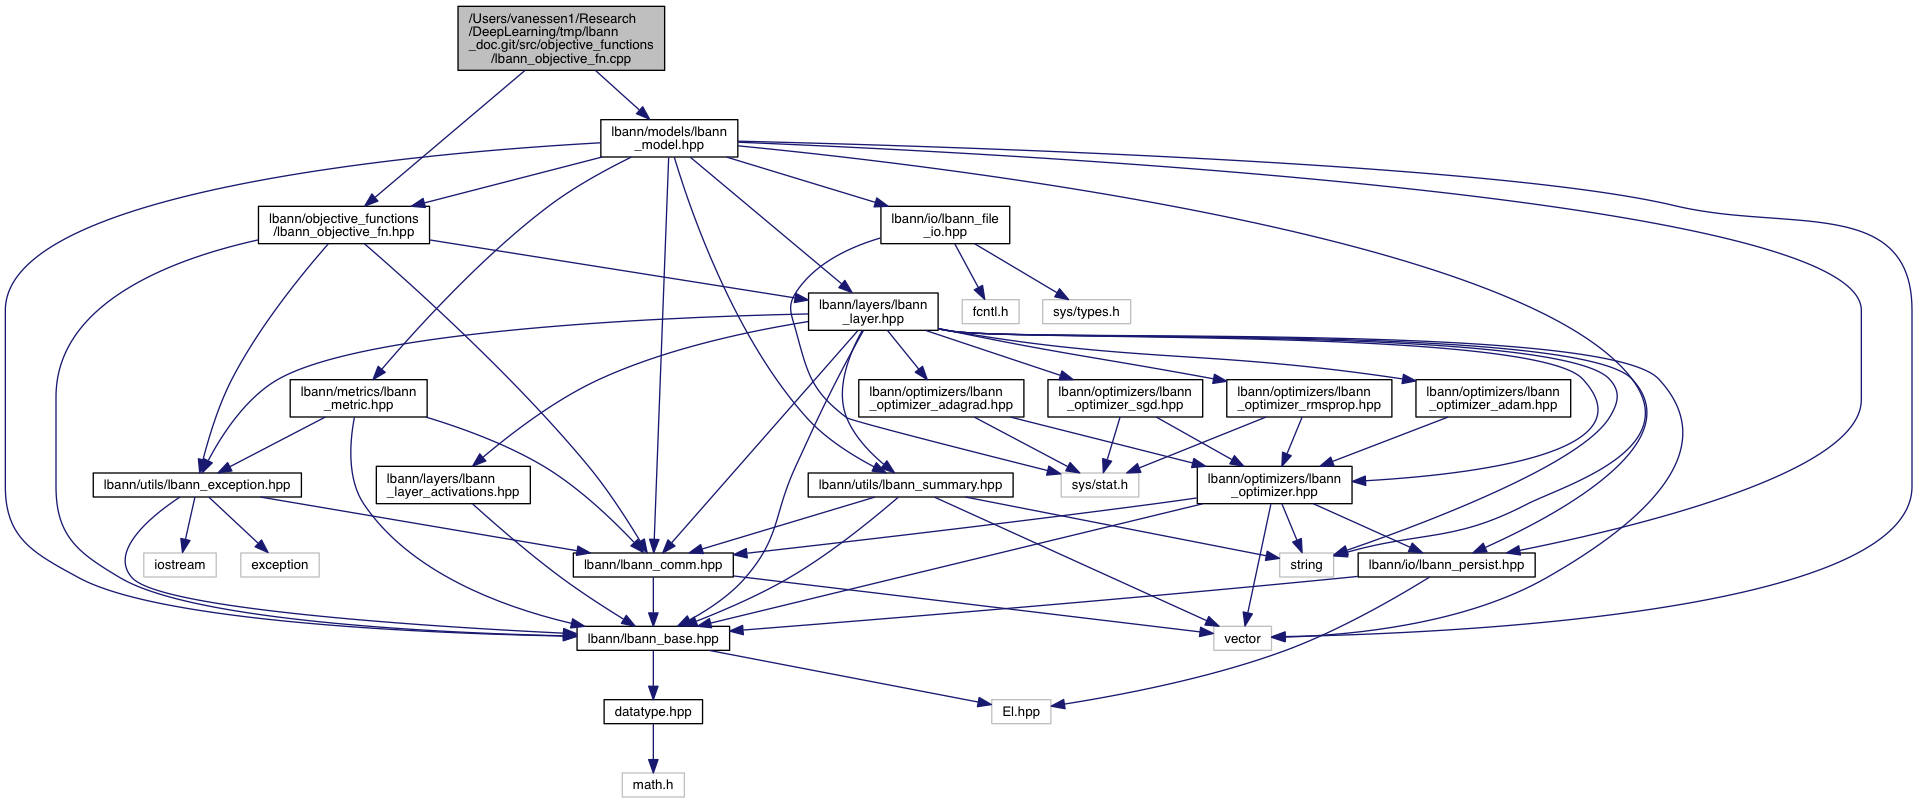 /Users/vanessen1/Research
/DeepLearning/tmp/lbann
_doc.git/src/objective_functions
/lbann_objective_fn.cpp
lbann/models/lbann
_model.hpp
lbann/objective_functions
/lbann_objective_fn.hpp
lbann/io/lbann_file
_io.hpp
lbann/layers/lbann
_layer.hpp
fcntl.h
sys/types.h
lbann/metrics/lbann
_metric.hpp
lbann/optimizers/lbann
_optimizer_adagrad.hpp
lbann/optimizers/lbann
_optimizer_sgd.hpp
lbann/optimizers/lbann
_optimizer_rmsprop.hpp
lbann/optimizers/lbann
_optimizer_adam.hpp
lbann/utils/lbann_exception.hpp
lbann/layers/lbann
_layer_activations.hpp
lbann/utils/lbann_summary.hpp
sys/stat.h
lbann/optimizers/lbann
_optimizer.hpp
iostream
exception
lbann/lbann_comm.hpp
string
lbann/io/lbann_persist.hpp
lbann/lbann_base.hpp
vector
datatype.hpp
El.hpp
math.h